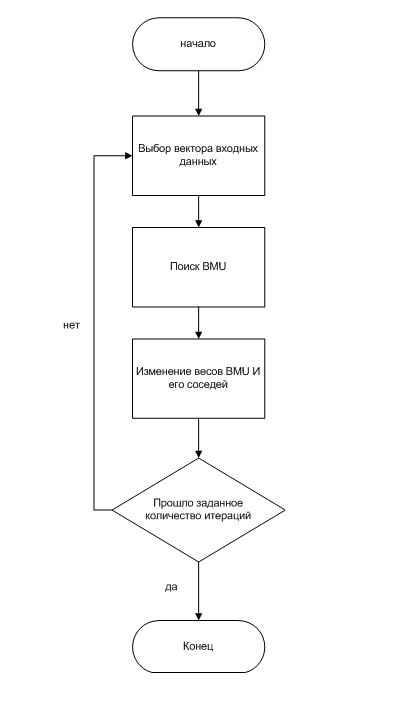 начало
Выбор вектора входных
данных
Поиск BMU
нет
Изменение весов BMU И
его соседей
Прошло заданное
количество итераций
да
Конец